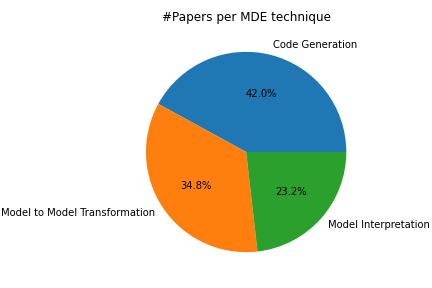 #Papers per MDE technique
Code Generation
42.0%
34.8%
23.2%
Model to Model Transformation
Model Interpretation